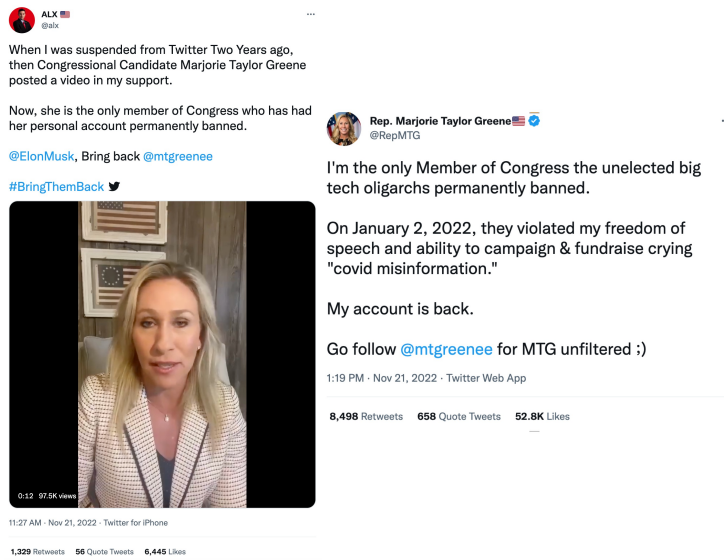 ALX 🇺🇸
@alx
When I was suspended from Twitter Two Years ago,
then Congressional Candidate Marjorie Taylor Greene
posted a video in my support.
Now, she is the only member of Congress who has had
her personal account permanently banned.
@ElonMusk, Bring back @mtgreenee
#BringThemBack
0:12 97.5K views
11:27 AM · Nov 21, 2022 · Twitter for iPhone
1,329 Retweets 56 Quote Tweets 6,445 Likes
Rep. Marjorie Taylor Greene🇺🇸
@RepMTG
I'm the only Member of Congress the unelected big
tech oligarchs permanently banned.
On January 2, 2022, they violated my freedom of
speech and ability to campaign & fundraise crying
"covid misinformation."
My account is back.
Go follow @mtgreenee for MTG unfiltered ;)
1:19 PM · Nov 21, 2022 · Twitter Web App
8,498 Retweets 658 Quote Tweets 52.8K Likes